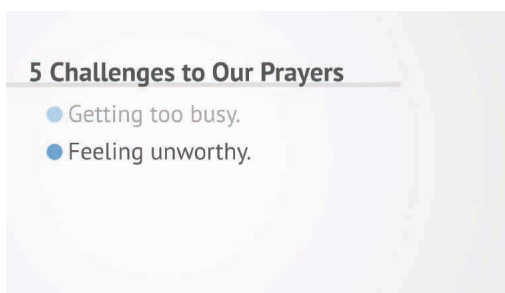 5 Challenges to Our Prayers
Getting too busy.
Feeling unworthy.